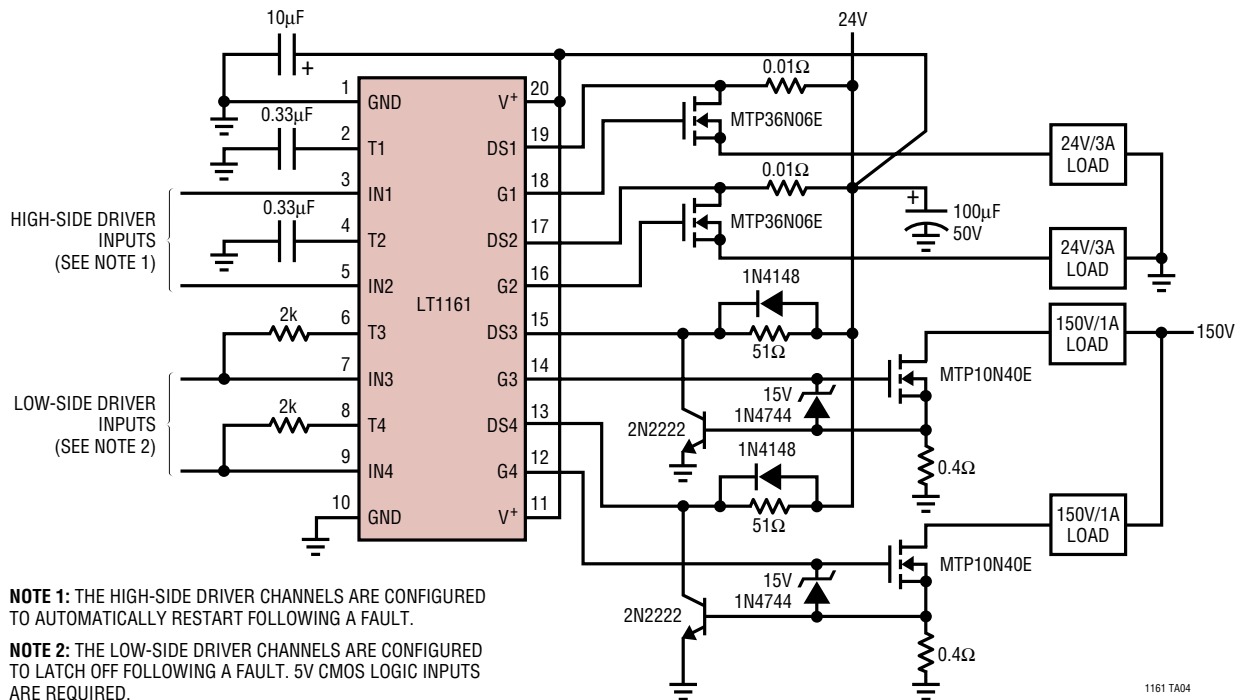 10µF
+
24V
0.01Ω
1
GND
V+
20
MTP36N06E
0.33µF
2
T1
DS1
19
24V/3A
LOAD
3
IN1
G1
18
0.01Ω
HIGH-SIDE DRIVER
INPUTS
(SEE NOTE 1)
0.33µF
4
T2
DS2
17
MTP36N06E
+
100µF
50V
5
IN2
G2
16
24V/3A
LOAD
LT1161
1N4148
2k
6
T3
DS3
15
51Ω
150V/1A
LOAD
150V
7
IN3
G3
14
15V
1N4744
MTP10N40E
LOW-SIDE DRIVER
INPUTS
(SEE NOTE 2)
2k
8
T4
DS4
13
2N2222
1N4148
9
IN4
G4
12
0.4Ω
51Ω
10
GND
V+
11
150V/1A
LOAD
15V
1N4744
MTP10N40E
2N2222
0.4Ω
NOTE 1: THE HIGH-SIDE DRIVER CHANNELS ARE CONFIGURED
TO AUTOMATICALLY RESTART FOLLOWING A FAULT.
NOTE 2: THE LOW-SIDE DRIVER CHANNELS ARE CONFIGURED
TO LATCH OFF FOLLOWING A FAULT. 5V CMOS LOGIC INPUTS
ARE REQUIRED.
1161 TA04